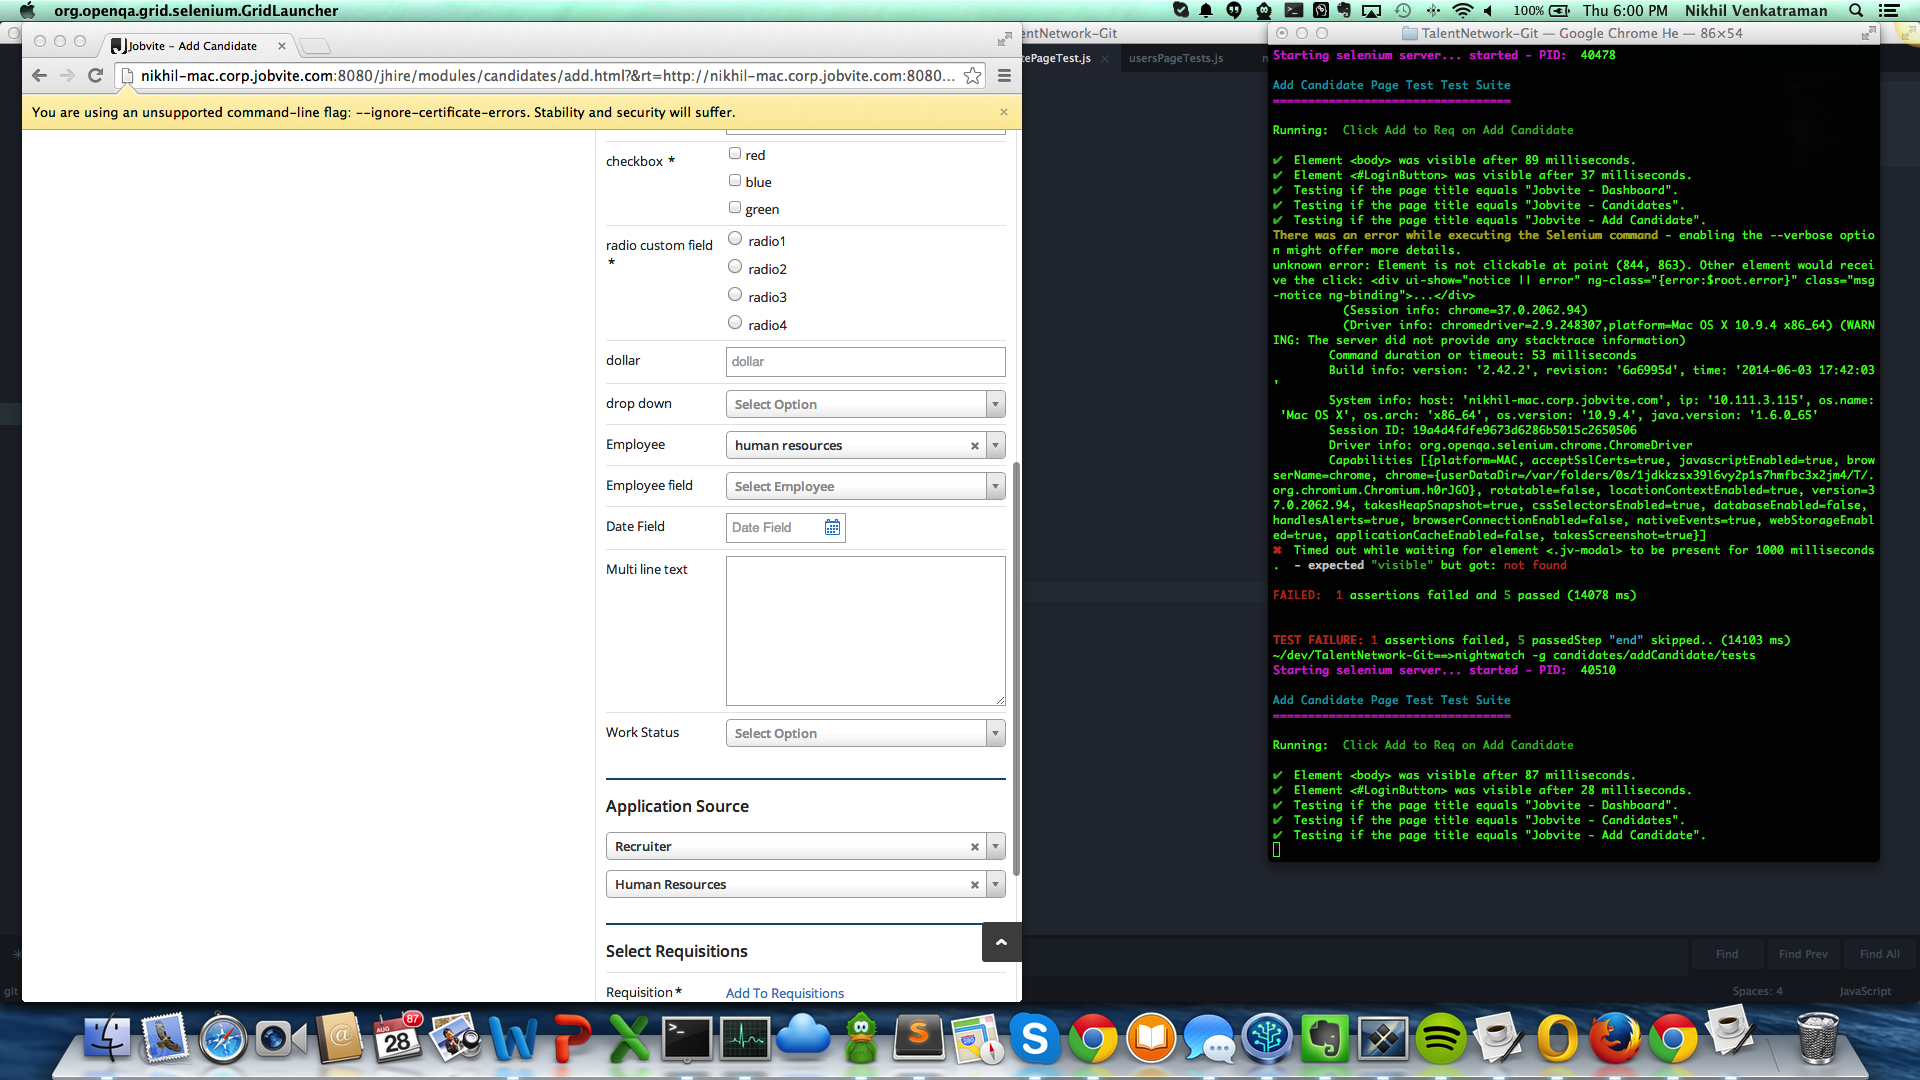 org.openqa.grid.selenium.GridLauncher
100%
Thu 6:00 PM
Nikhil Venkatraman
Jobvite - Add Candidate
nikhil-mac.corp.jobvite.com:8080/jhire/modules/candidates/add.html?&rt=http://nikhil-mac.corp.jobvite.com:8080...
You are using an unsupported command-line flag: --ignore-certificate-errors. Stability and security will suffer.
checkbox *
red
blue
green
radio custom field
*
radio1
radio2
radio3
radio4
dollar
dollar
drop down
Select Option
Employee
human resources
Employee field
Select Employee
Date Field
Date Field
Multi line text
Work Status
Select Option
Application Source
Recruiter
Human Resources
Select Requisitions
Requisition*
Add To Requisitions
entNetwork-Git
tePageTest.js
usersPageTests.js
TalentNetwork-Git — Google Chrome He — 86×54
Starting selenium server... started - PID:  40478
Add Candidate Page Test Test Suite
==================================
Running:  Click Add to Req on Add Candidate
✔  Element <body> was visible after 89 milliseconds.
✔  Element <#LoginButton> was visible after 37 milliseconds.
✔  Testing if the page title equals "Jobvite - Dashboard".
✔  Testing if the page title equals "Jobvite - Candidates".
✔  Testing if the page title equals "Jobvite - Add Candidate".
There was an error while executing the Selenium command - enabling the --verbose optio
n might offer more details.
unknown error: Element is not clickable at point (844, 863). Other element would recei
ve the click: <div ui-show="notice || error" ng-class="{error:$root.error}" class="msg
-notice ng-binding">...</div>
(Session info: chrome=37.0.2062.94)
(Driver info: chromedriver=2.9.248307,platform=Mac OS X 10.9.4 x86_64) (WARN
ING: The server did not provide any stacktrace information)
Command duration or timeout: 53 milliseconds
Build info: version: '2.42.2', revision: '6a6995d', time: '2014-06-03 17:42:03
'
System info: host: 'nikhil-mac.corp.jobvite.com', ip: '10.111.3.115', os.name:
'Mac OS X', os.arch: 'x86_64', os.version: '10.9.4', java.version: '1.6.0_65'
Session ID: 19a4d4fdfe9673d6286b5015c2650506
Driver info: org.openqa.selenium.chrome.ChromeDriver
Capabilities [{platform=MAC, acceptSslCerts=true, javascriptEnabled=true, brow
serName=chrome, chrome={userDataDir=/var/folders/0s/1jdkkzsx39l6vy2p1s7hmfbc3x2jm4/T/.
org.chromium.Chromium.h0rJGO}, rotatable=false, locationContextEnabled=true, version=3
7.0.2062.94, takesHeapSnapshot=true, cssSelectorsEnabled=true, databaseEnabled=false,
handlesAlerts=true, browserConnectionEnabled=false, nativeEvents=true, webStorageEnabl
ed=true, applicationCacheEnabled=false, takesScreenshot=true}]
✖  Timed out while waiting for element <.jv-modal> to be present for 1000 milliseconds
.  - expected "visible" but got: not found
FAILED:  1 assertions failed and 5 passed (14078 ms)
TEST FAILURE: 1 assertions failed, 5 passedStep "end" skipped.. (14103 ms)
~/dev/TalentNetwork-Git==>nightwatch -g candidates/addCandidate/tests
Starting selenium server... started - PID:  40510
Add Candidate Page Test Test Suite
==================================
Running:  Click Add to Req on Add Candidate
✔  Element <body> was visible after 87 milliseconds.
✔  Element <#LoginButton> was visible after 28 milliseconds.
✔  Testing if the page title equals "Jobvite - Dashboard".
✔  Testing if the page title equals "Jobvite - Candidates".
✔  Testing if the page title equals "Jobvite - Add Candidate".
Find
Find Prev
Find All
git
Spaces: 4
JavaScript
AUG
28
87